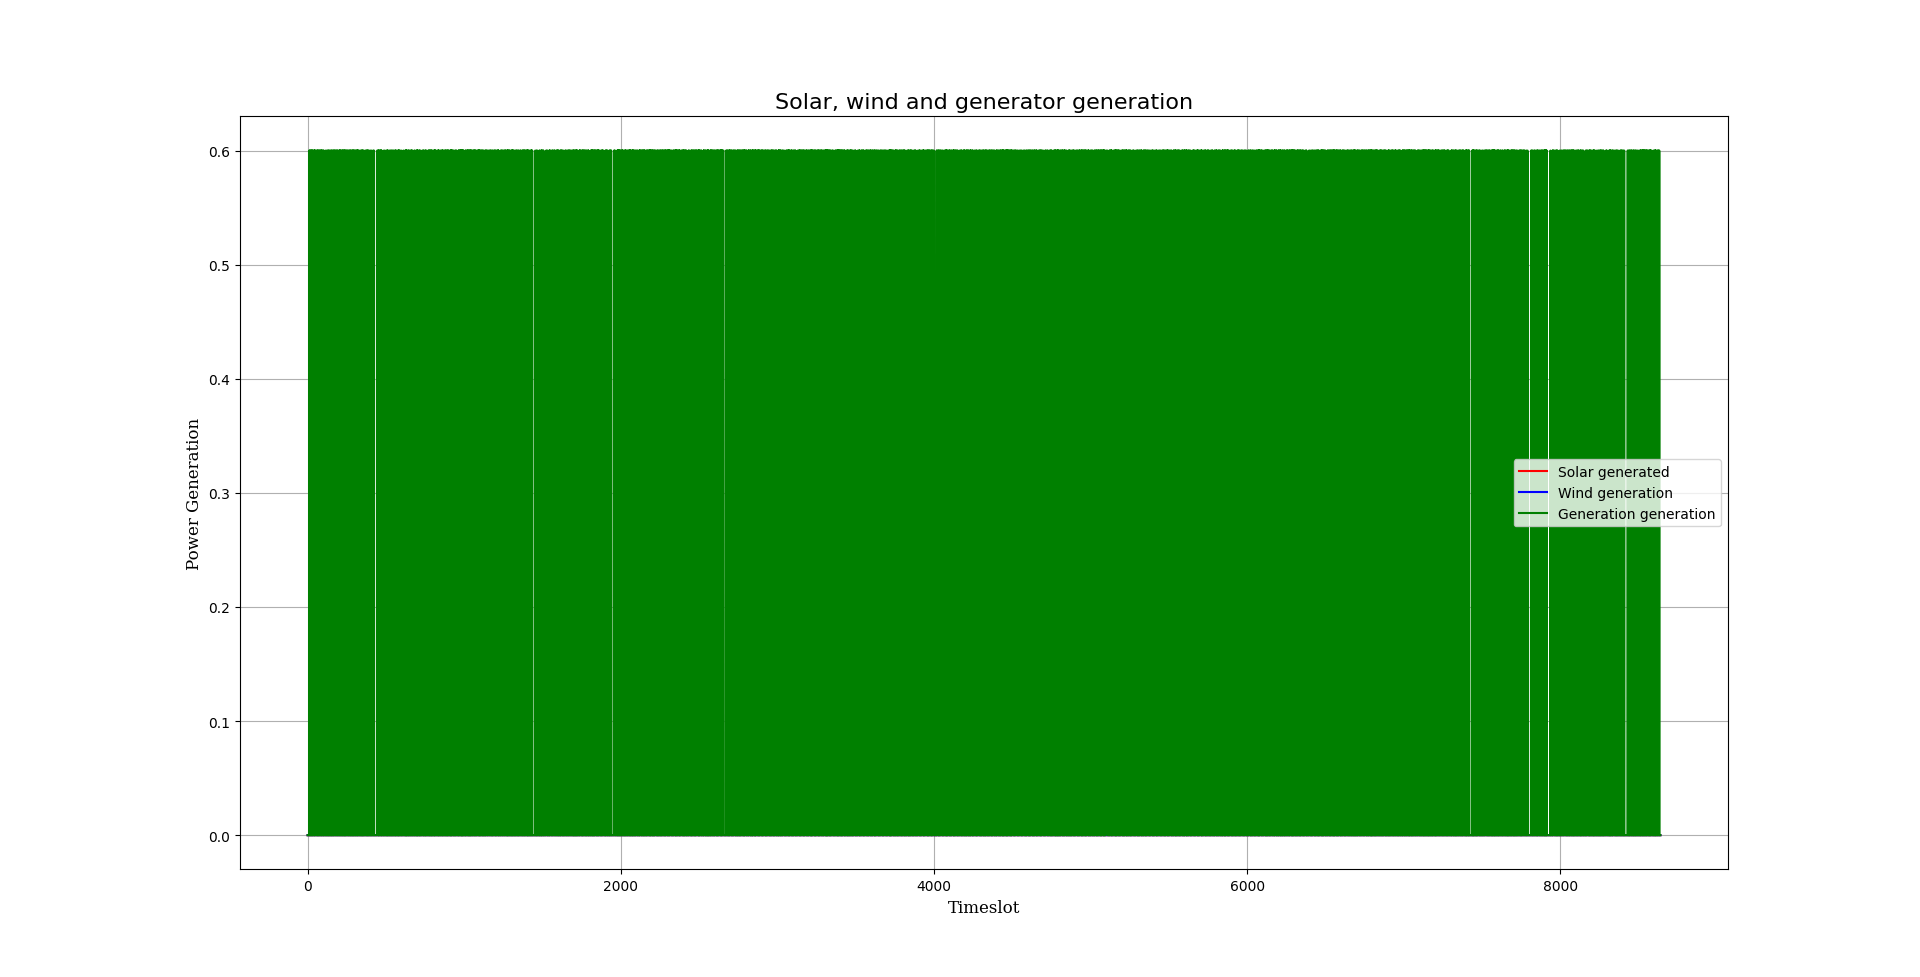 Solar, wind and generator generation
0.6
0.5
0.4
0.3
0.2
0.1
0.0
Power Generation
Solar generated
Wind generation
Generation generation
0 2000 4000 6000 8000
Timeslot